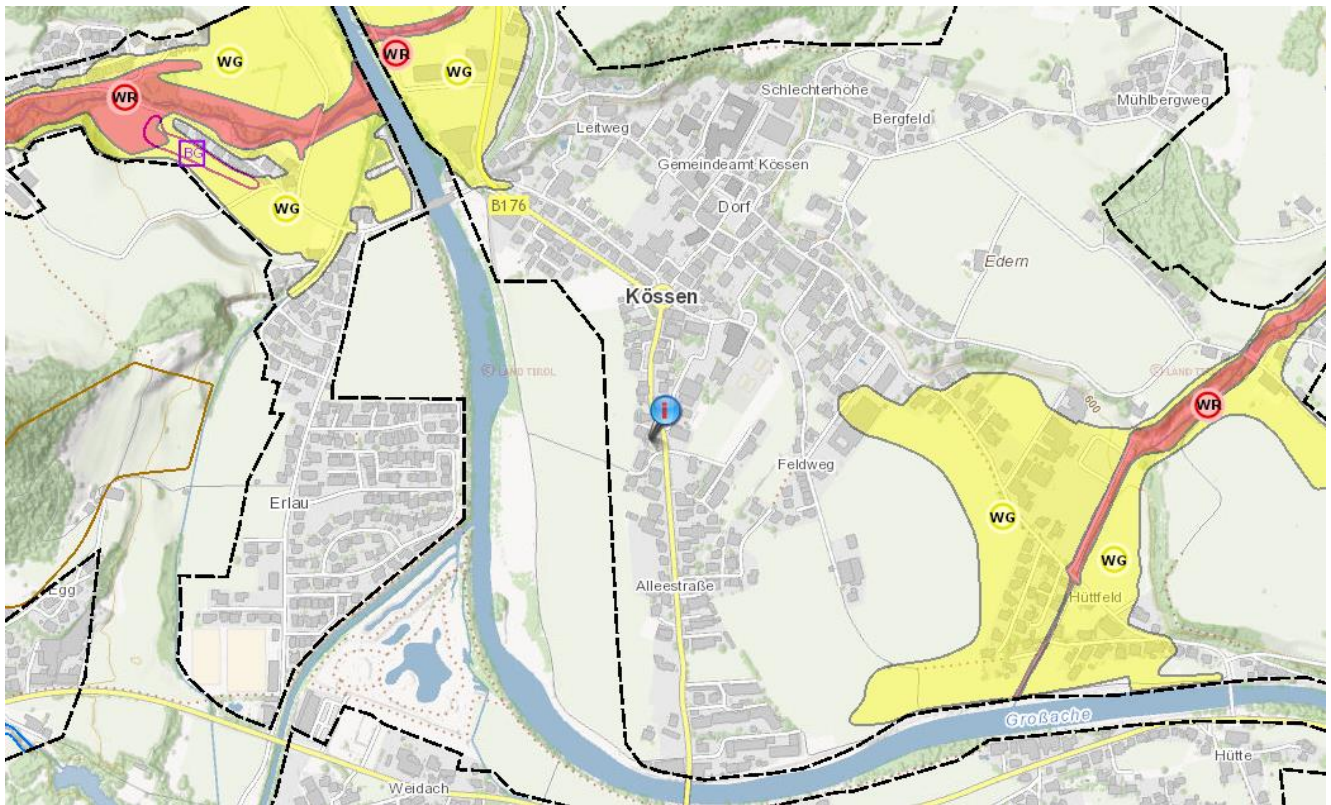 WR
WG
WG
Schlechterhöhe
Mühlbergweg
WR
Bergfeld
Leitweg
BG
Gemeindeamt Kössen
WG
B176
Dorf
Edern
Kössen
LAND TIROL
LAND TIROL
600
WR
Feldweg
Erlau
WG
WG
Egg
Alleestraße
Hüttfeld
Großache
Hütte
Weidach